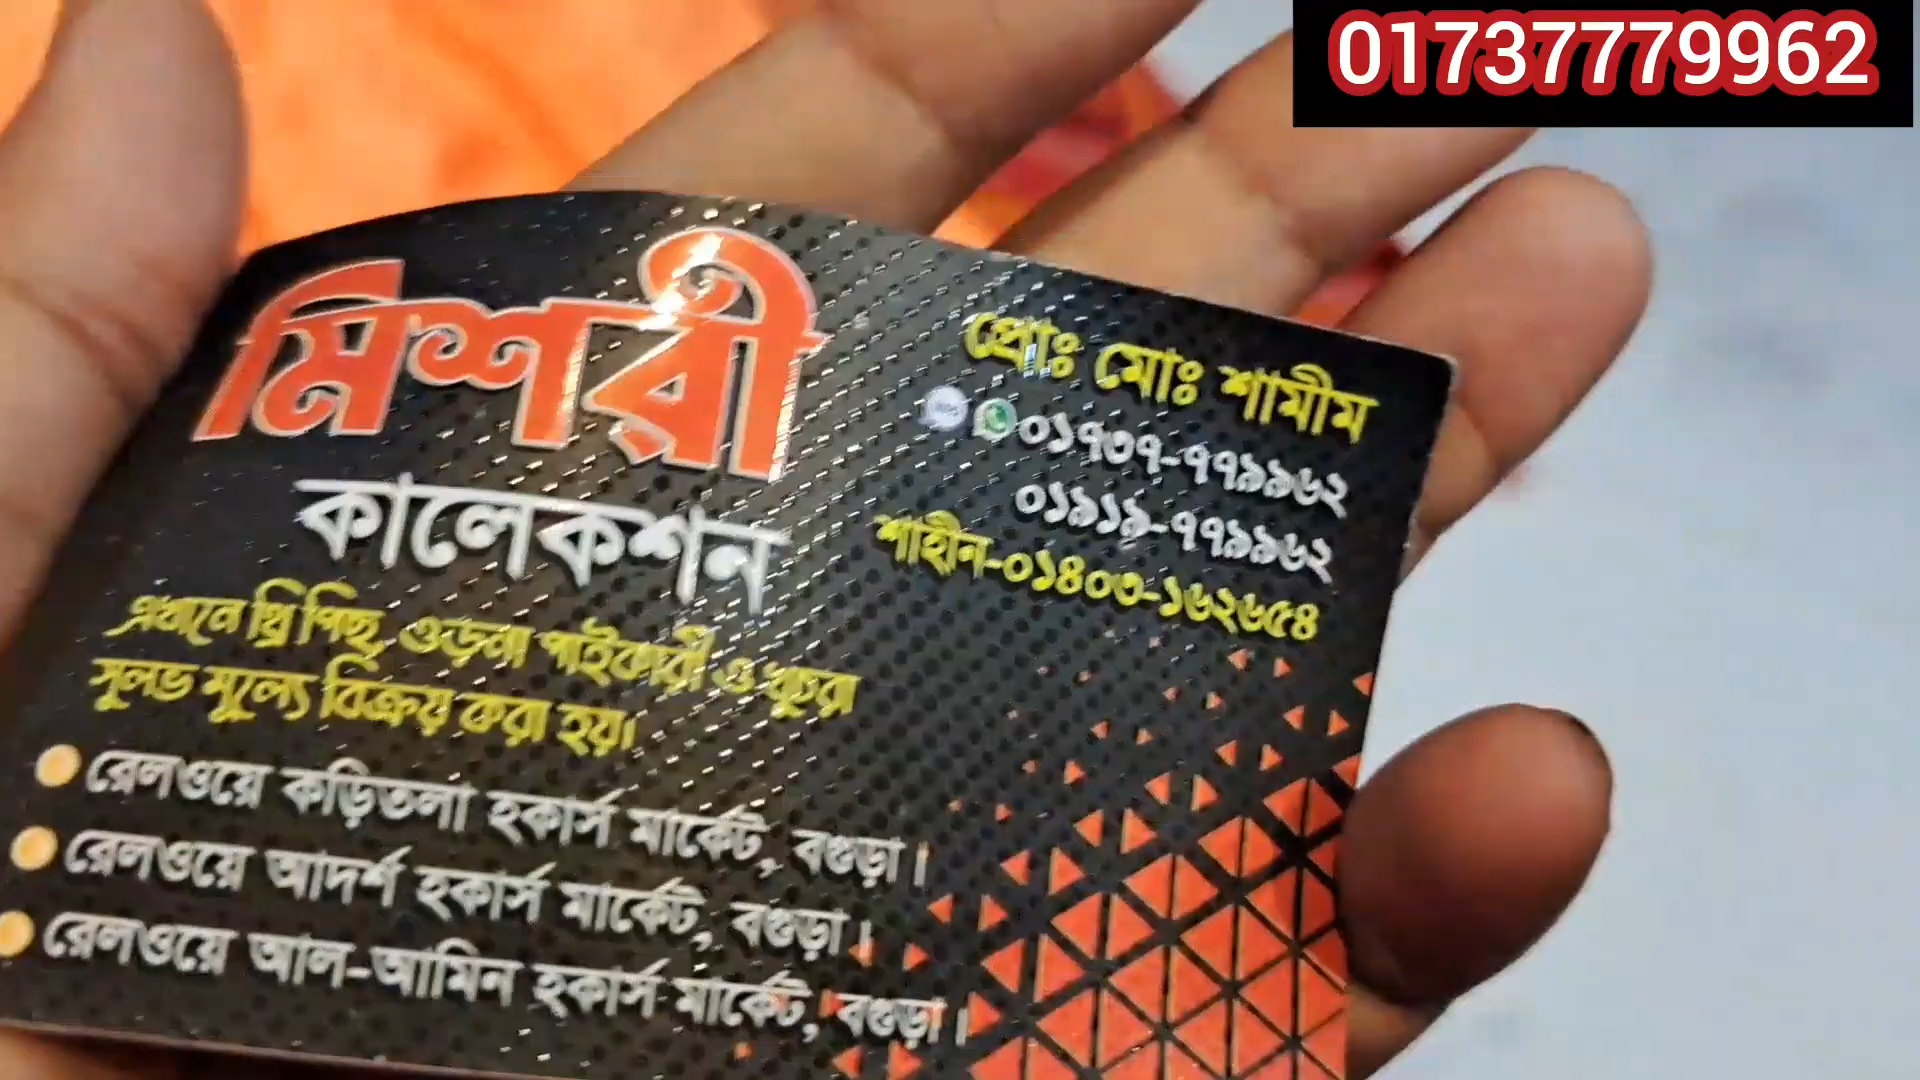 01737779962
মিশরী
কালেকশন
প্রোঃ মোঃ শামীম
০১৭৩৭-৭৭৯৯৬২
০১৯১৯-৭৭৯৯৬২
শাহীন-০১৪০৩-১৬২৬৫৪
এখানে থ্রি পিছ, ওড়না পাইকারী ও খুচরা
সুলভ মূল্যে বিক্রয় করা হয়।
রেলওয়ে কড়িতলা হকার্স মার্কেট, বগুড়া।
রেলওয়ে আদর্শ হকার্স মার্কেট, বগুড়া।
রেলওয়ে আল-আমিন হকার্স মার্কেট, বগুড়া।